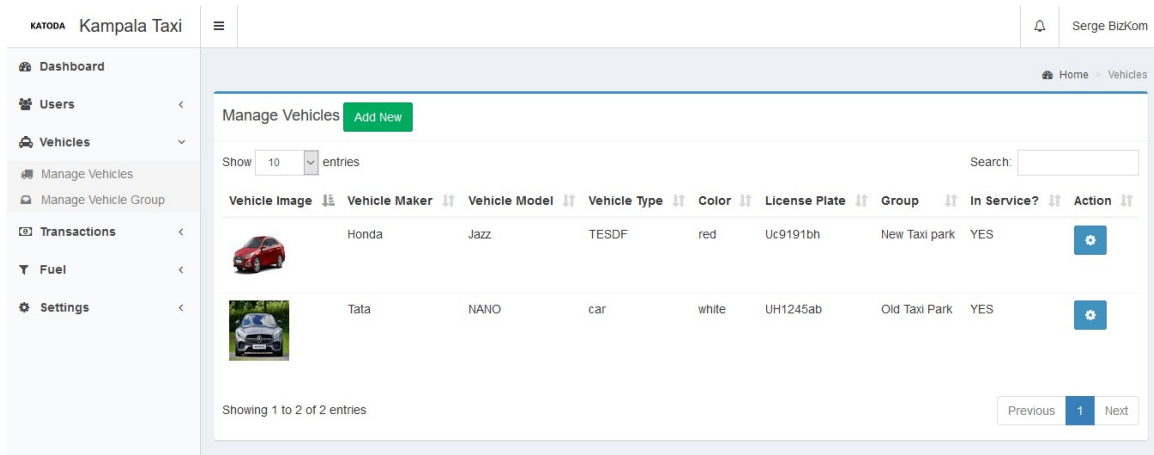 KATODA Kampala Taxi
Serge BizKom
Dashboard
Home > Vehicles
Users
Manage Vehicles Add New
Vehicles
Show 10 entries
Search:
Manage Vehicles
Manage Vehicle Group
Vehicle Image Vehicle Maker Vehicle Model Vehicle Type Color License Plate Group In Service? Action
Transactions
Honda Jazz TESDF red Uc9191bh New Taxi park YES
Fuel
Settings
Tata NANO car white UH1245ab Old Taxi Park YES
Showing 1 to 2 of 2 entries
Previous 1 Next